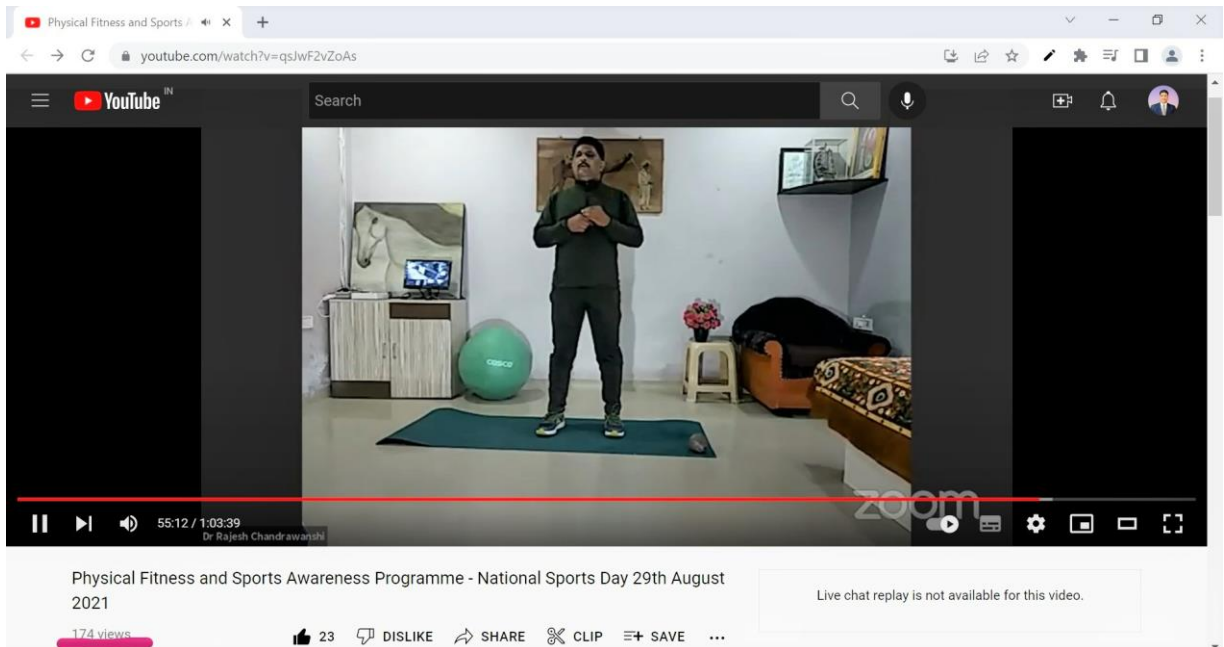 Physical Fitness and Sports A
youtube.com/watch?v=qsJwF2vZoAs
YouTube IN
Search
cosco
zoom
55:12 / 1:03:39
Dr Rajesh Chandrawanshi
Physical Fitness and Sports Awareness Programme - National Sports Day 29th August
2021
Live chat replay is not available for this video.
174 views
23 DISLIKE SHARE CLIP SAVE ...